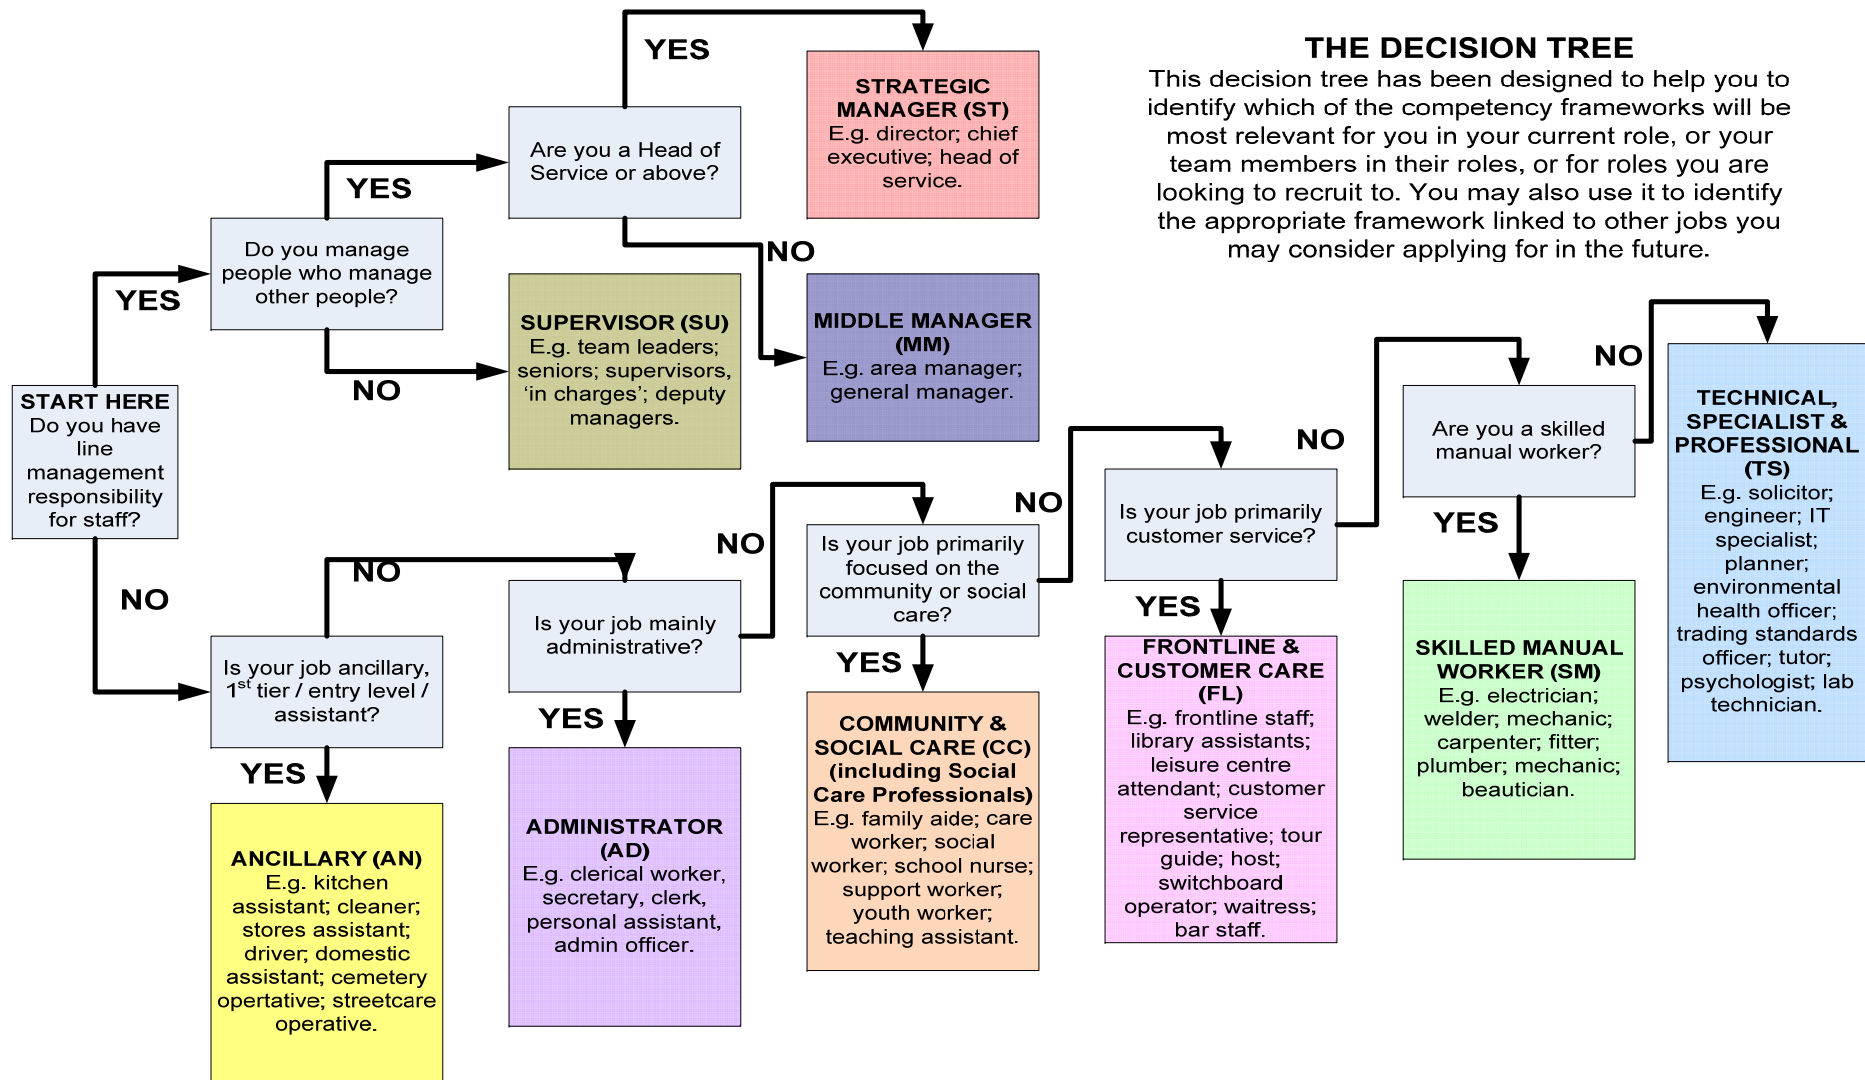 THE DECISION TREE
This decision tree has been designed to help you to
identify which of the competency frameworks will be
most relevant for you in your current role, or your
team members in their roles, or for roles you are
looking to recruit to. You may also use it to identify
the appropriate framework linked to other jobs you
may consider applying for in the future.
START HERE
Do you have
line
management
responsibility
for staff?
YES
Do you manage
people who manage
other people?
YES
Are you a Head of
Service or above?
YES
STRATEGIC
MANAGER (ST)
E.g. director; chief
executive; head of
service.
NO
MIDDLE MANAGER
(MM)
E.g. area manager;
general manager.
NO
SUPERVISOR (SU)
E.g. team leaders;
seniors; supervisors,
‘in charges’; deputy
managers.
NO
Is your job ancillary,
1st tier / entry level /
assistant?
YES
ANCILLARY (AN)
E.g. kitchen
assistant; cleaner;
stores assistant;
driver; domestic
assistant; cemetery
opertative; streetcare
operative.
NO
Is your job mainly
administrative?
YES
ADMINISTRATOR
(AD)
E.g. clerical worker,
secretary, clerk,
personal assistant,
admin officer.
NO
Is your job primarily
focused on the
community or social
care?
YES
COMMUNITY &
SOCIAL CARE (CC)
(including Social
Care Professionals)
E.g. family aide; care
worker; social
worker; school nurse;
support worker;
youth worker;
teaching assistant.
NO
Is your job primarily
customer service?
YES
FRONTLINE &
CUSTOMER CARE
(FL)
E.g. frontline staff;
library assistants;
leisure centre
attendant; customer
service
representative; tour
guide; host;
switchboard
operator; waitress;
bar staff.
NO
Are you a skilled
manual worker?
YES
SKILLED MANUAL
WORKER (SM)
E.g. electrician;
welder; mechanic;
carpenter; fitter;
plumber; mechanic;
beautician.
NO
TECHNICAL,
SPECIALIST &
PROFESSIONAL
(TS)
E.g. solicitor;
engineer; IT
specialist;
planner;
environmental
health officer;
trading standards
officer; tutor;
psychologist; lab
technician.